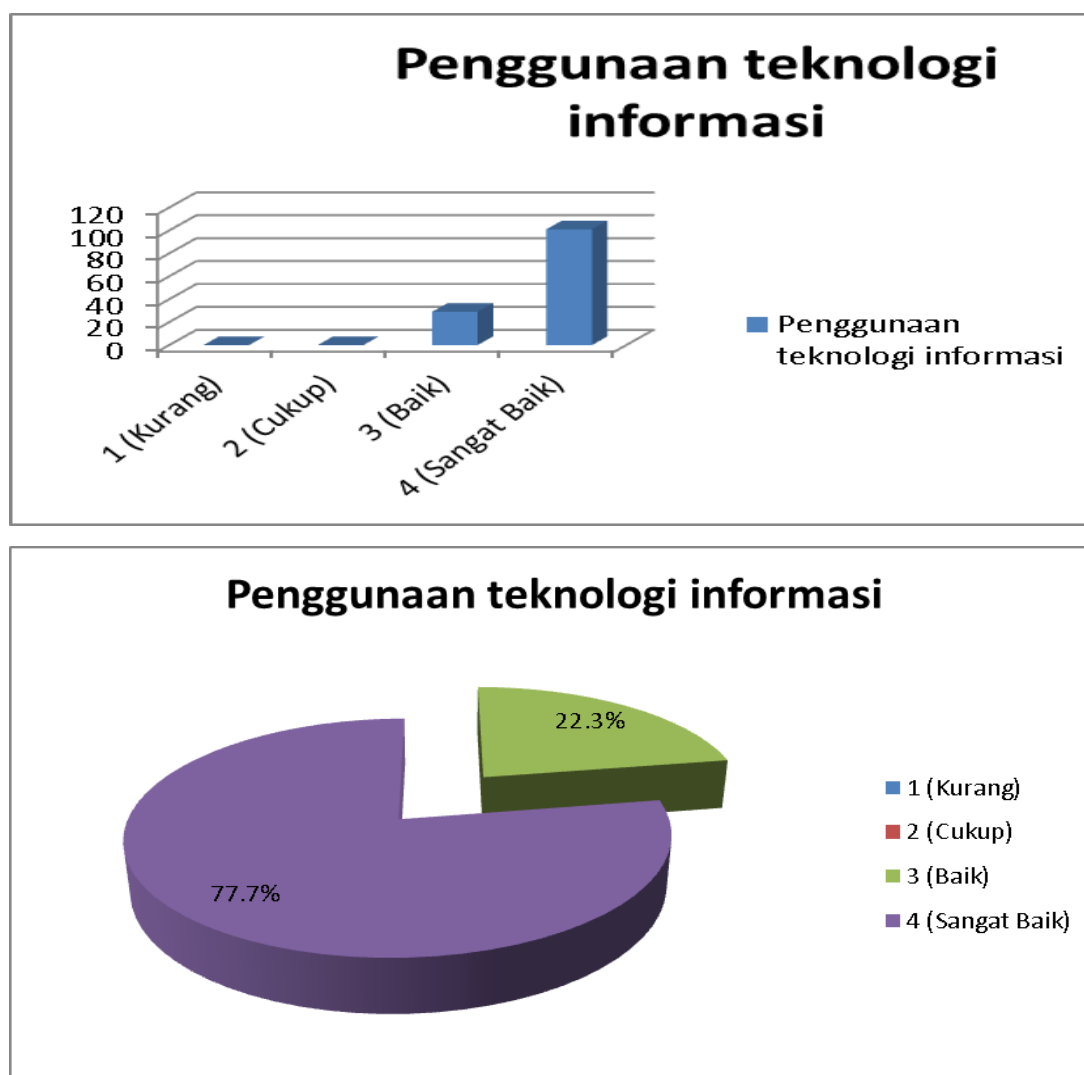 Penggunaan teknologi
informasi
120
100
80
60
40
20
0
1 (Kurang)
2 (Cukup)
3 (Baik)
4 (Sangat Baik)
Penggunaan
teknologi informasi
Penggunaan teknologi informasi
22.3%
77.7%
1 (Kurang)
2 (Cukup)
3 (Baik)
4 (Sangat Baik)